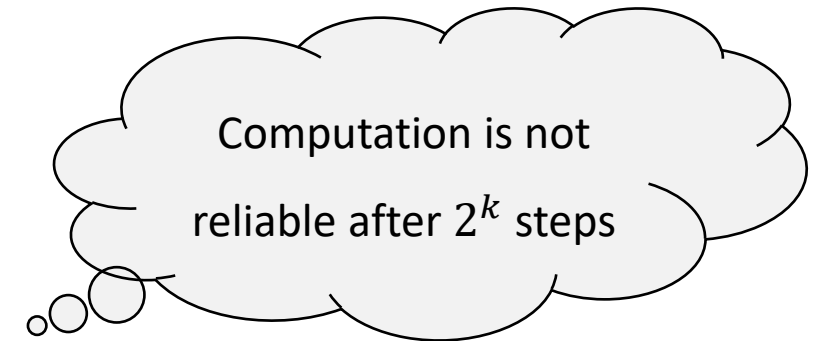 Computation is not
reliable after 2^k steps